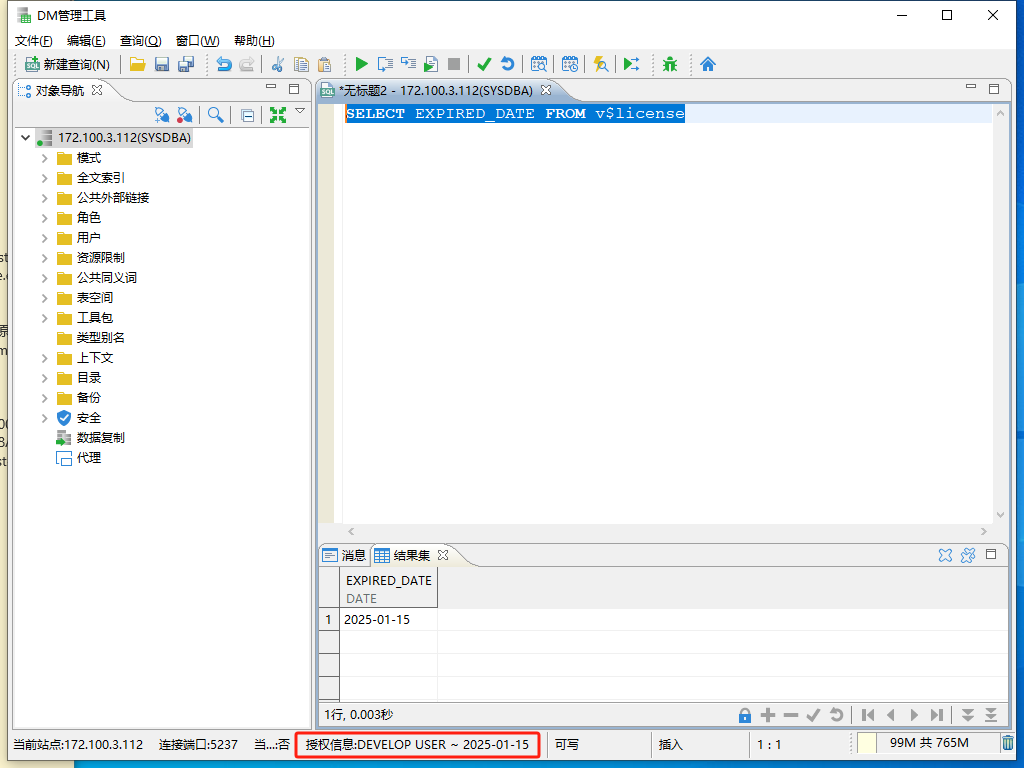 DM管理工具
文件(F) 编辑(E) 查询(Q) 窗口(W) 帮助(H)
新建查询(N)
对象导航
172.100.3.112(SYSDBA)
模式
全文索引
公共外部链接
角色
用户
资源限制
公共同义词
表空间
工具包
类型别名
上下文
目录
备份
安全
数据复制
代理
*无标题2 - 172.100.3.112(SYSDBA)
SELECT EXPIRED_DATE FROM v$license
消息 结果集
EXPIRED_DATE
DATE
1 2025-01-15
1行, 0.003秒
当前站点:172.100.3.112 连接端口:5237 当...:否 授权信息:DEVELOP USER ~ 2025-01-15 可写 插入 1 : 1 99M 共 765M